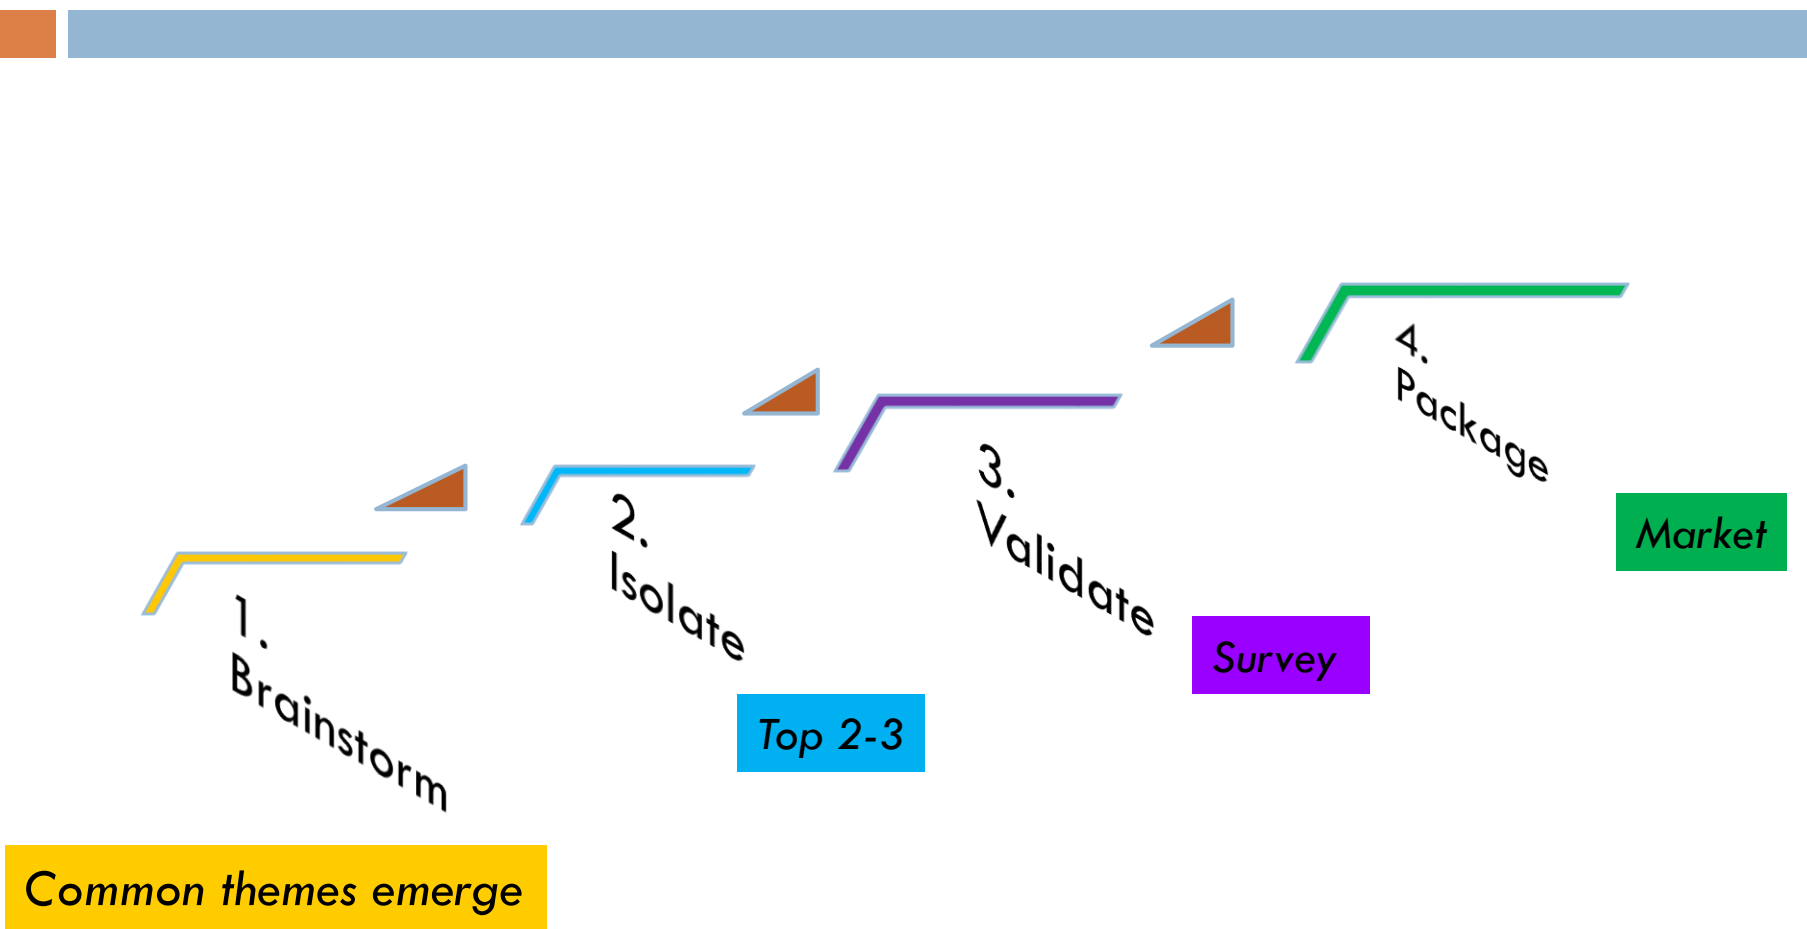 1.
Brainstorm
Common themes emerge
2.
Isolate
Top 2-3
3.
Validate
Survey
4.
Package
Market